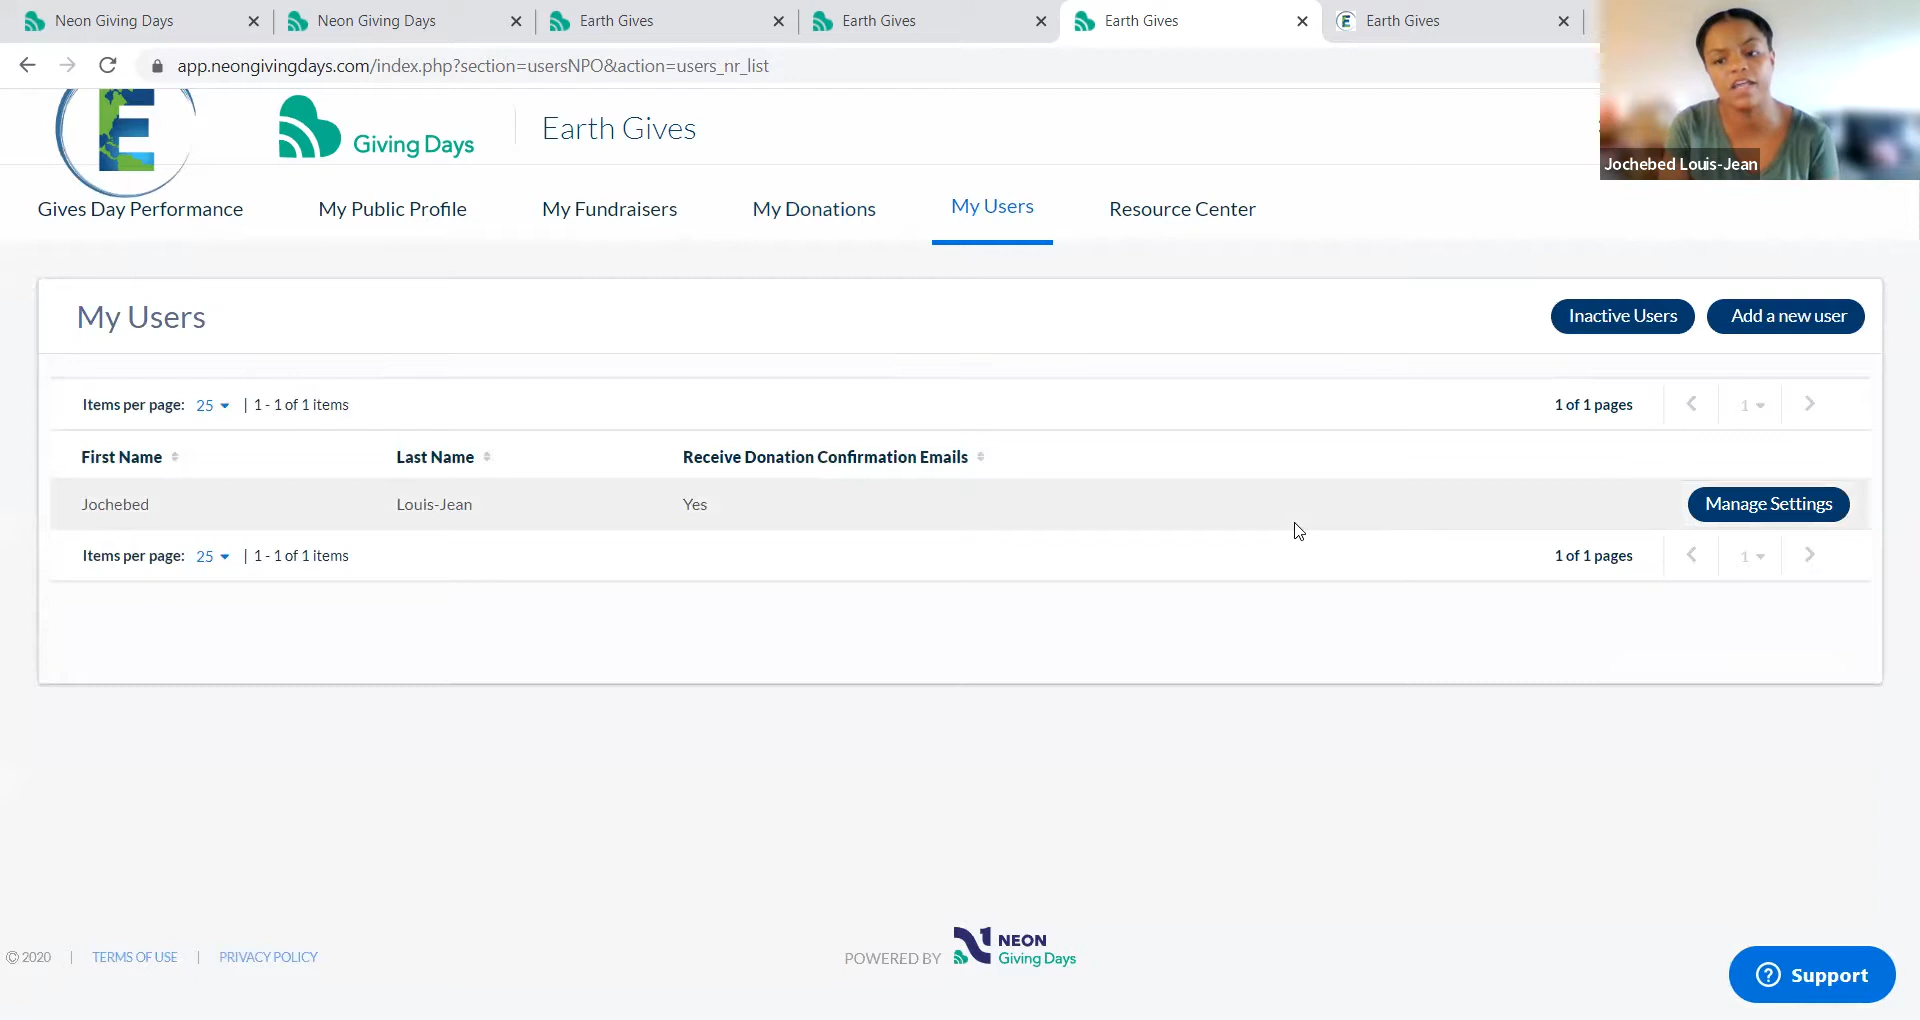 Neon Giving Days
Neon Giving Days
Earth Gives
Earth Gives
Earth Gives
Earth Gives
app.neongivingdays.com/index.php?section=usersNPO&action=users_nr_list
E
Giving Days
Earth Gives
Jochebed Louis-Jean
Gives Day Performance
My Public Profile
My Fundraisers
My Donations
My Users
Resource Center
My Users
Inactive Users
Add a new user
Items per page: 25 | 1 - 1 of 1 items
1 of 1 pages
1
First Name
Last Name
Receive Donation Confirmation Emails
Jochebed
Louis-Jean
Yes
Manage Settings
Items per page: 25 | 1 - 1 of 1 items
1 of 1 pages
1
© 2020 | TERMS OF USE | PRIVACY POLICY
POWERED BY
NEON
Giving Days
? Support